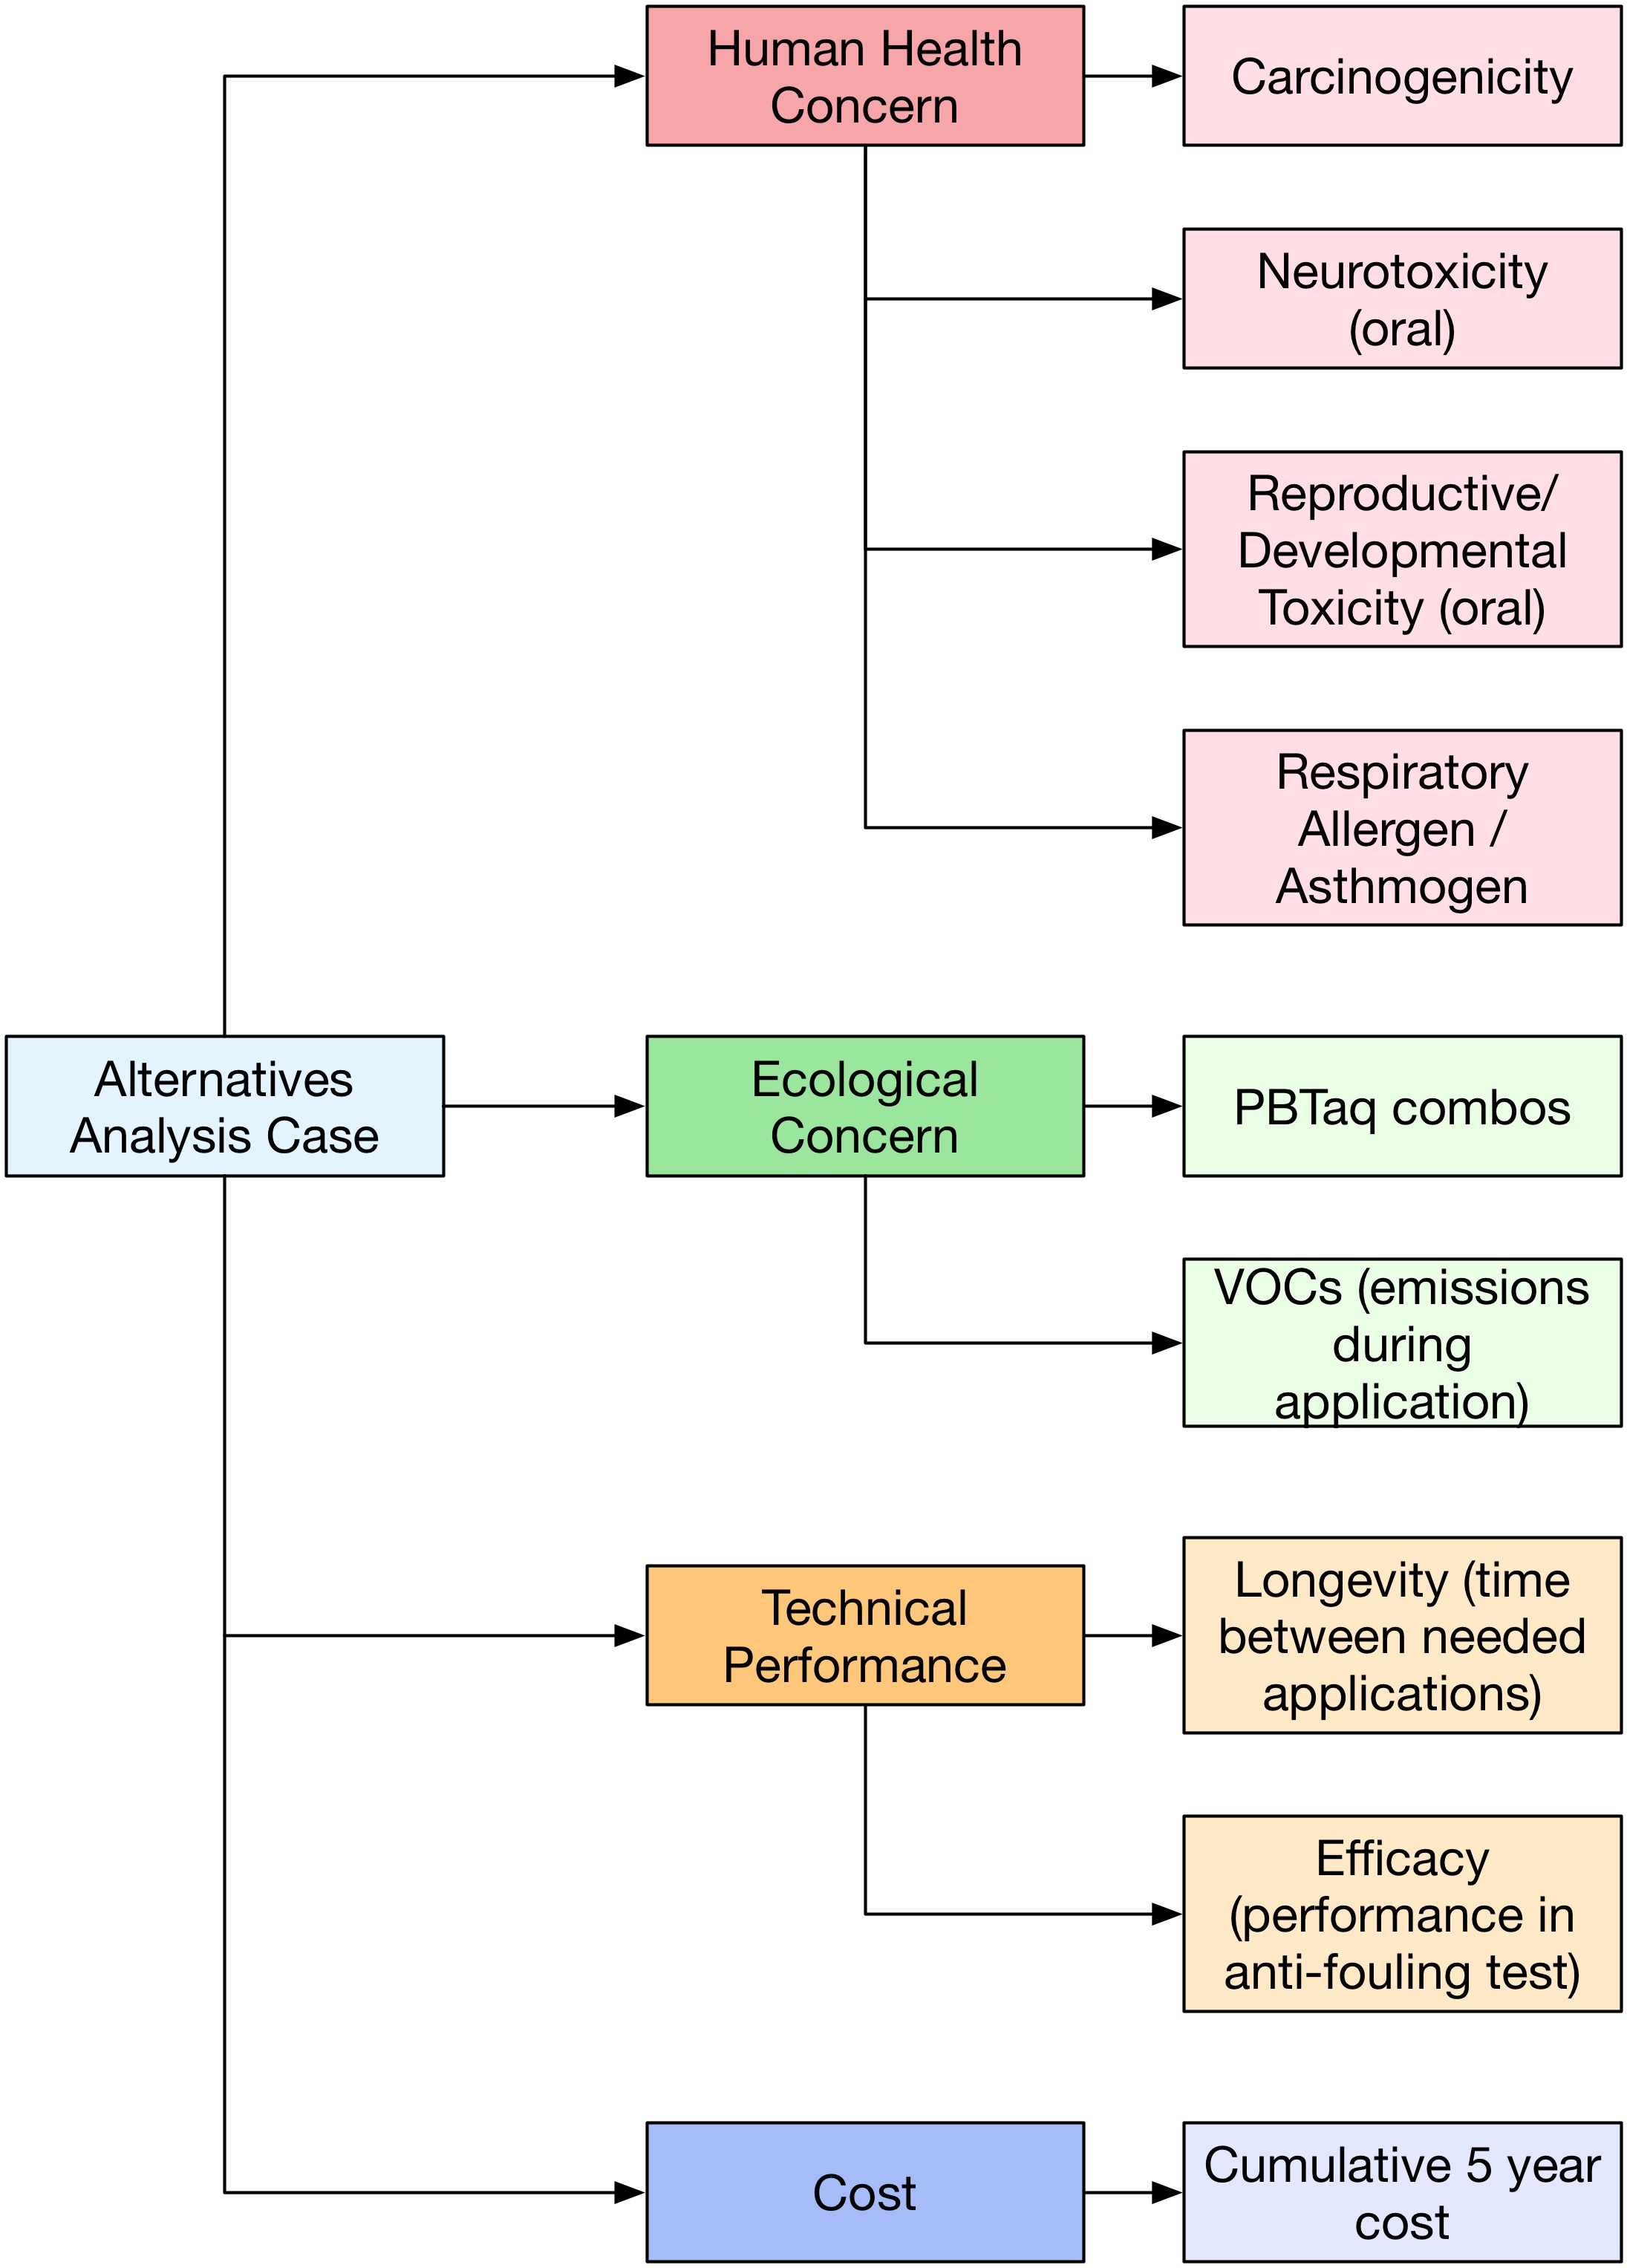 Human Health
Concern
Carcinogenicity
Neurotoxicity
(oral)
Reproductive/
Developmental
Toxicity (oral)
Respiratory
Allergen /
Asthmogen
Alternatives
Analysis Case
Ecological
Concern
PBTaq combos
VOCs (emissions
during
application)
Technical
Performance
Longevity (time
between needed
applications)
Efficacy
(performance in
anti-fouling test)
Cost
Cumulative 5 year
cost